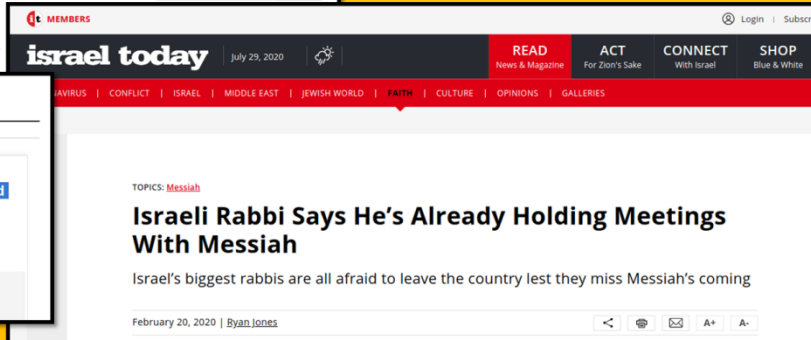 it MEMBERS
Login | Subscr
israel today | July 29, 2020
READ ACT CONNECT SHOP
News & Magazine For Zion's Sake With Israel Blue & White
AVIRUS | CONFLICT | ISRAEL | MIDDLE EAST | JEWISH WORLD | FAITH | CULTURE | OPINIONS | GALLERIES
d
TOPICS: Messiah
Israeli Rabbi Says He's Already Holding Meetings
With Messiah
Israel's biggest rabbis are all afraid to leave the country lest they miss Messiah's coming
February 20, 2020 | Ryan Jones
A+ A-